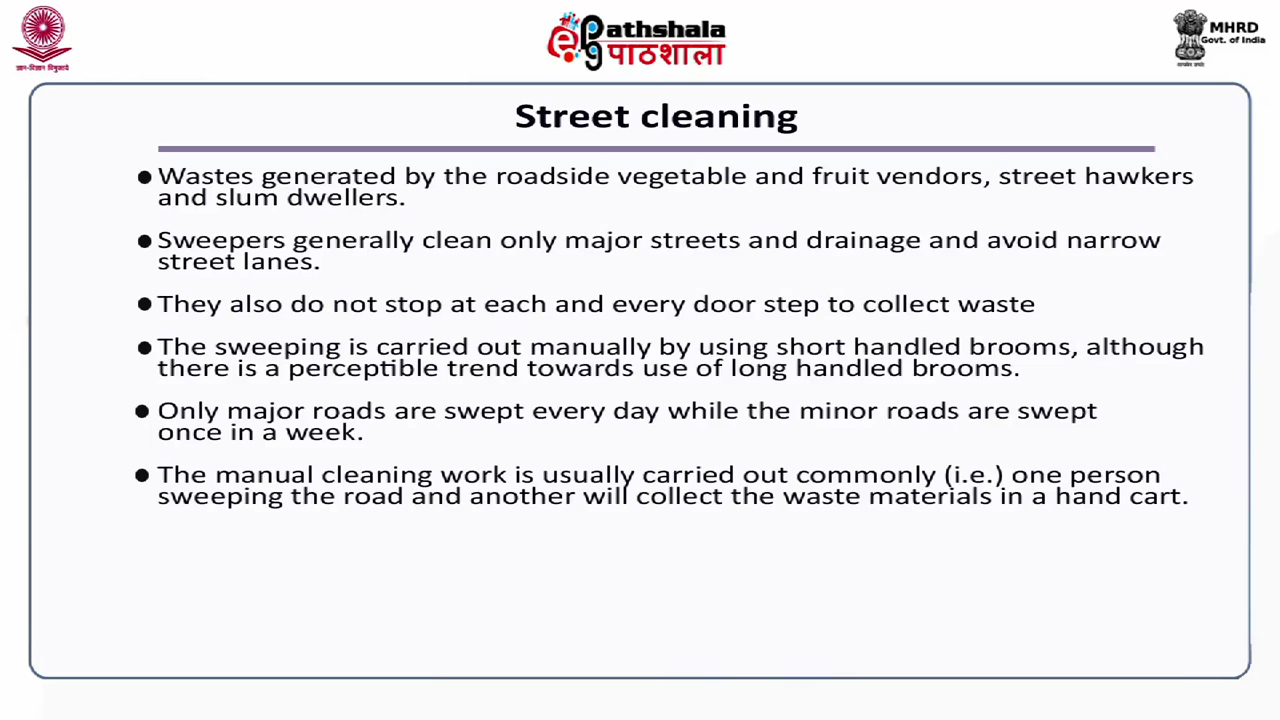 ePathshala
पाठशाला
MHRD
Govt. of India
Street cleaning
● Wastes generated by the roadside vegetable and fruit vendors, street hawkers
and slum dwellers.
● Sweepers generally clean only major streets and drainage and avoid narrow
street lanes.
● They also do not stop at each and every door step to collect waste
● The sweeping is carried out manually by using short handled brooms, although
there is a perceptible trend towards use of long handled brooms.
● Only major roads are swept every day while the minor roads are swept
once in a week.
● The manual cleaning work is usually carried out commonly (i.e.) one person
sweeping the road and another will collect the waste materials in a hand cart.